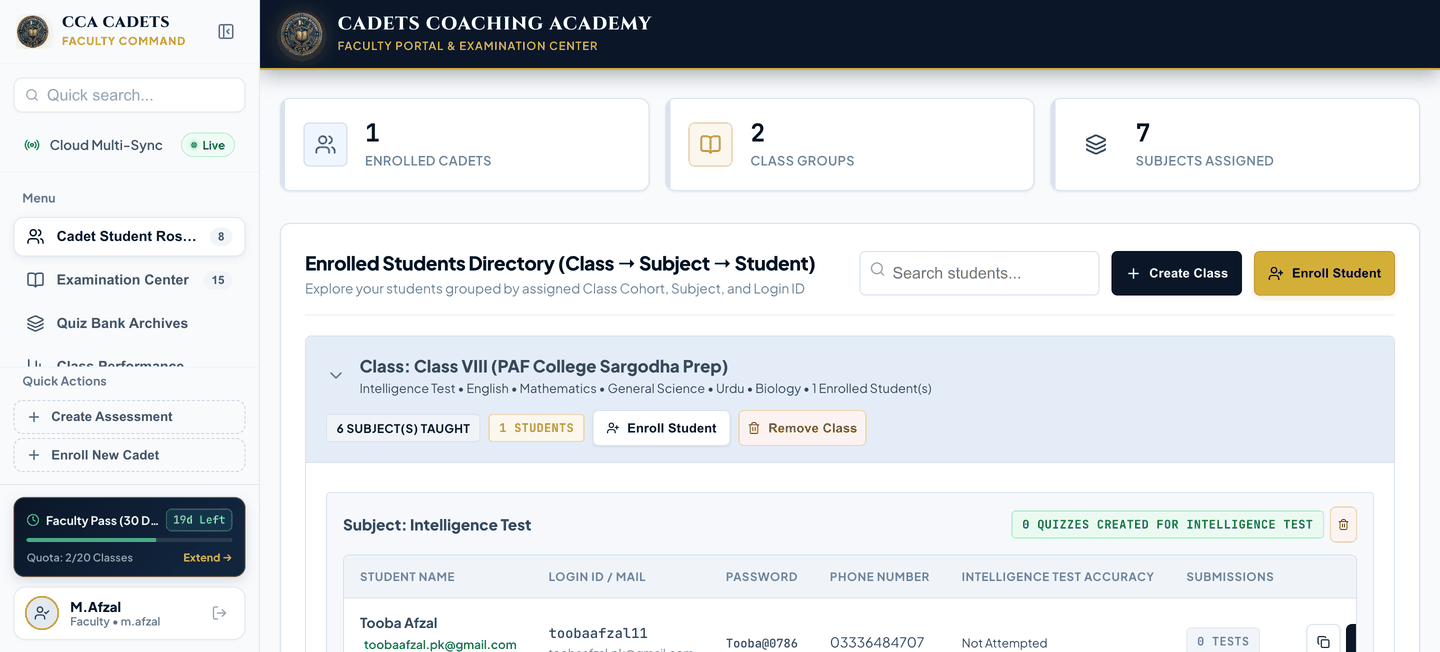 CCA CADETS
FACULTY COMMAND
Quick search...
Cloud Multi-Sync
Live
Menu
Cadet Student Ros... 8
Examination Center 15
Quiz Bank Archives
Class Performance
Quick Actions
+ Create Assessment
+ Enroll New Cadet
Faculty Pass (30 D... 19d Left
Quota: 2/20 Classes Extend →
M.Afzal
Faculty • m.afzal
CADETS COACHING ACADEMY
FACULTY PORTAL & EXAMINATION CENTER
1
ENROLLED CADETS
2
CLASS GROUPS
7
SUBJECTS ASSIGNED
Enrolled Students Directory (Class → Subject → Student)
Explore your students grouped by assigned Class Cohort, Subject, and Login ID
Search students...
+ Create Class
Enroll Student
Class: Class VIII (PAF College Sargodha Prep)
Intelligence Test • English • Mathematics • General Science • Urdu • Biology • 1 Enrolled Student(s)
6 SUBJECT(S) TAUGHT
1 STUDENTS
Enroll Student
Remove Class
Subject: Intelligence Test
0 QUIZZES CREATED FOR INTELLIGENCE TEST
STUDENT NAME LOGIN ID / MAIL PASSWORD PHONE NUMBER INTELLIGENCE TEST ACCURACY SUBMISSIONS
Tooba Afzal
toobaafzal.pk@gmail.com
toobaafzal11
Tooba@0786
03336484707
Not Attempted
0 TESTS